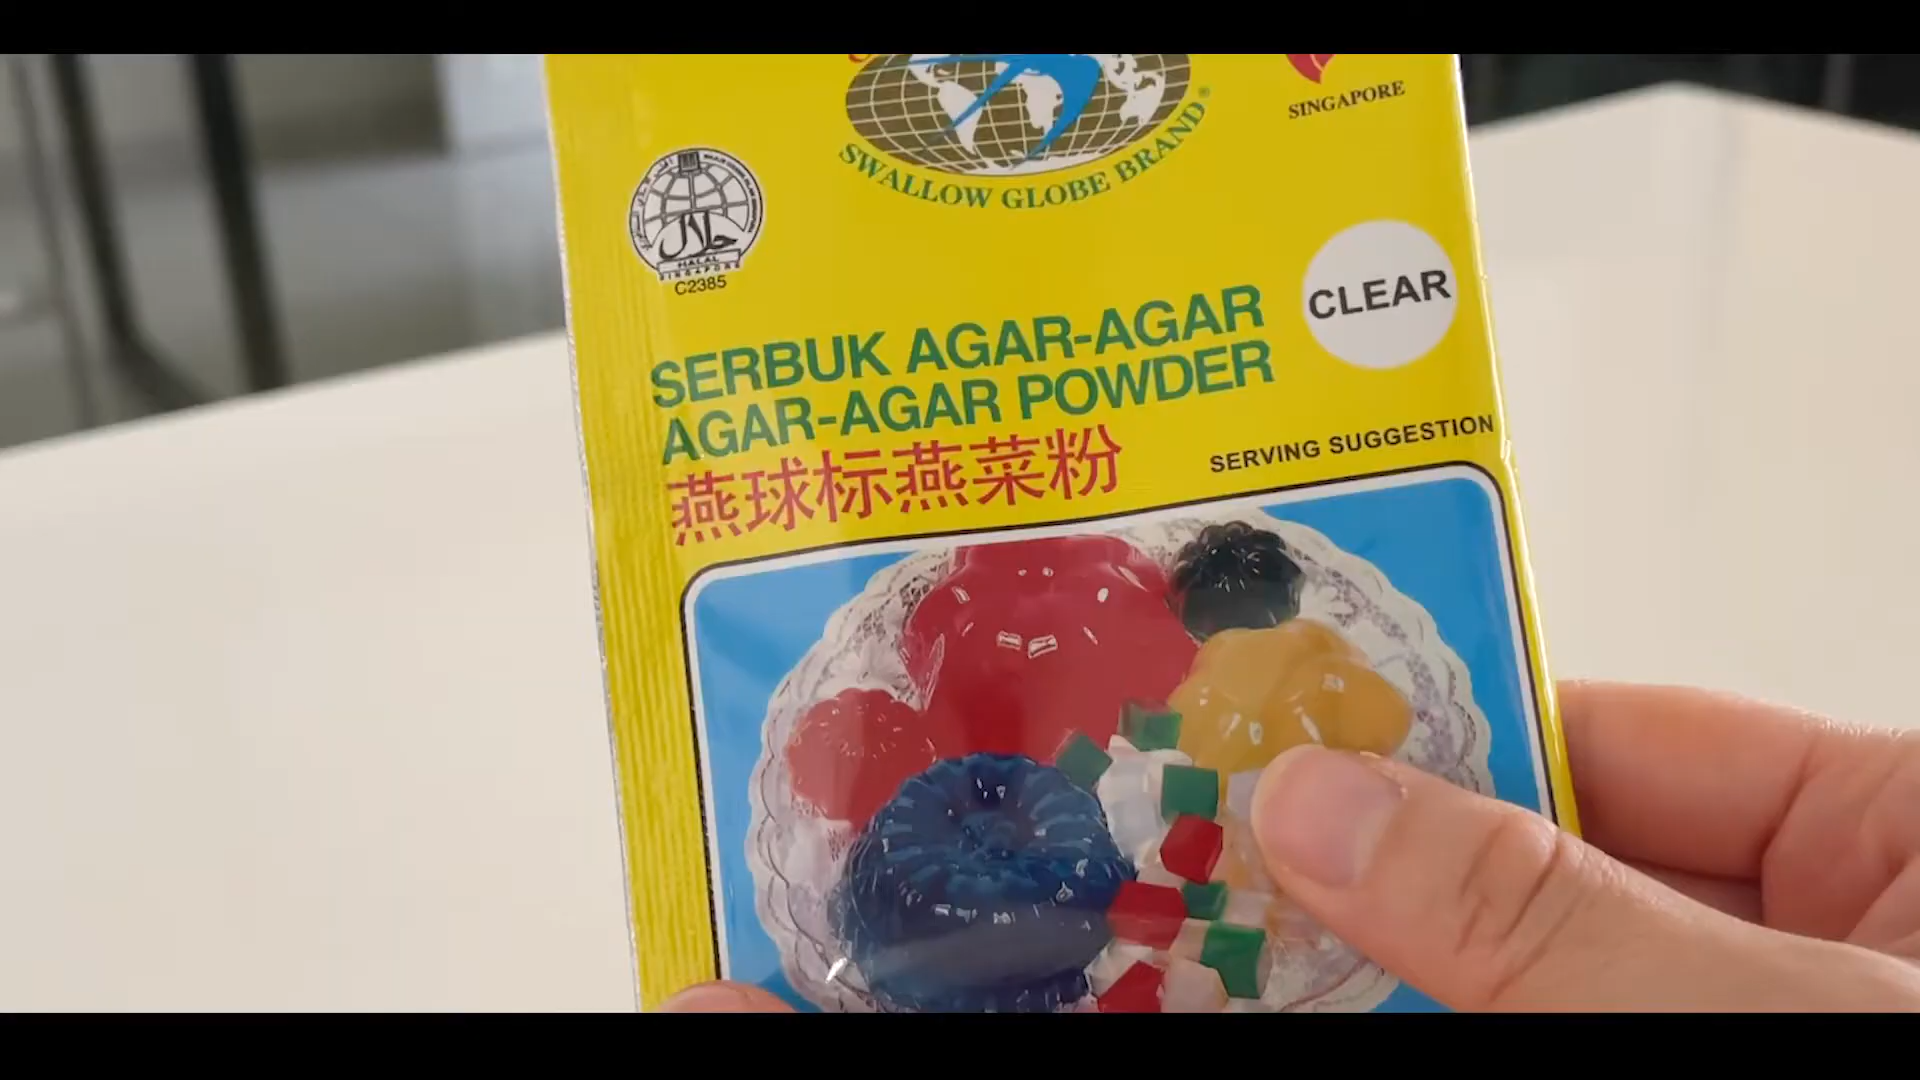 SWALLOW GLOBE BRAND®
SINGAPORE
حلال
HALAL
SINGAPORE
C2385
CLEAR
SERBUK AGAR-AGAR
AGAR-AGAR POWDER
燕球标燕菜粉
SERVING SUGGESTION